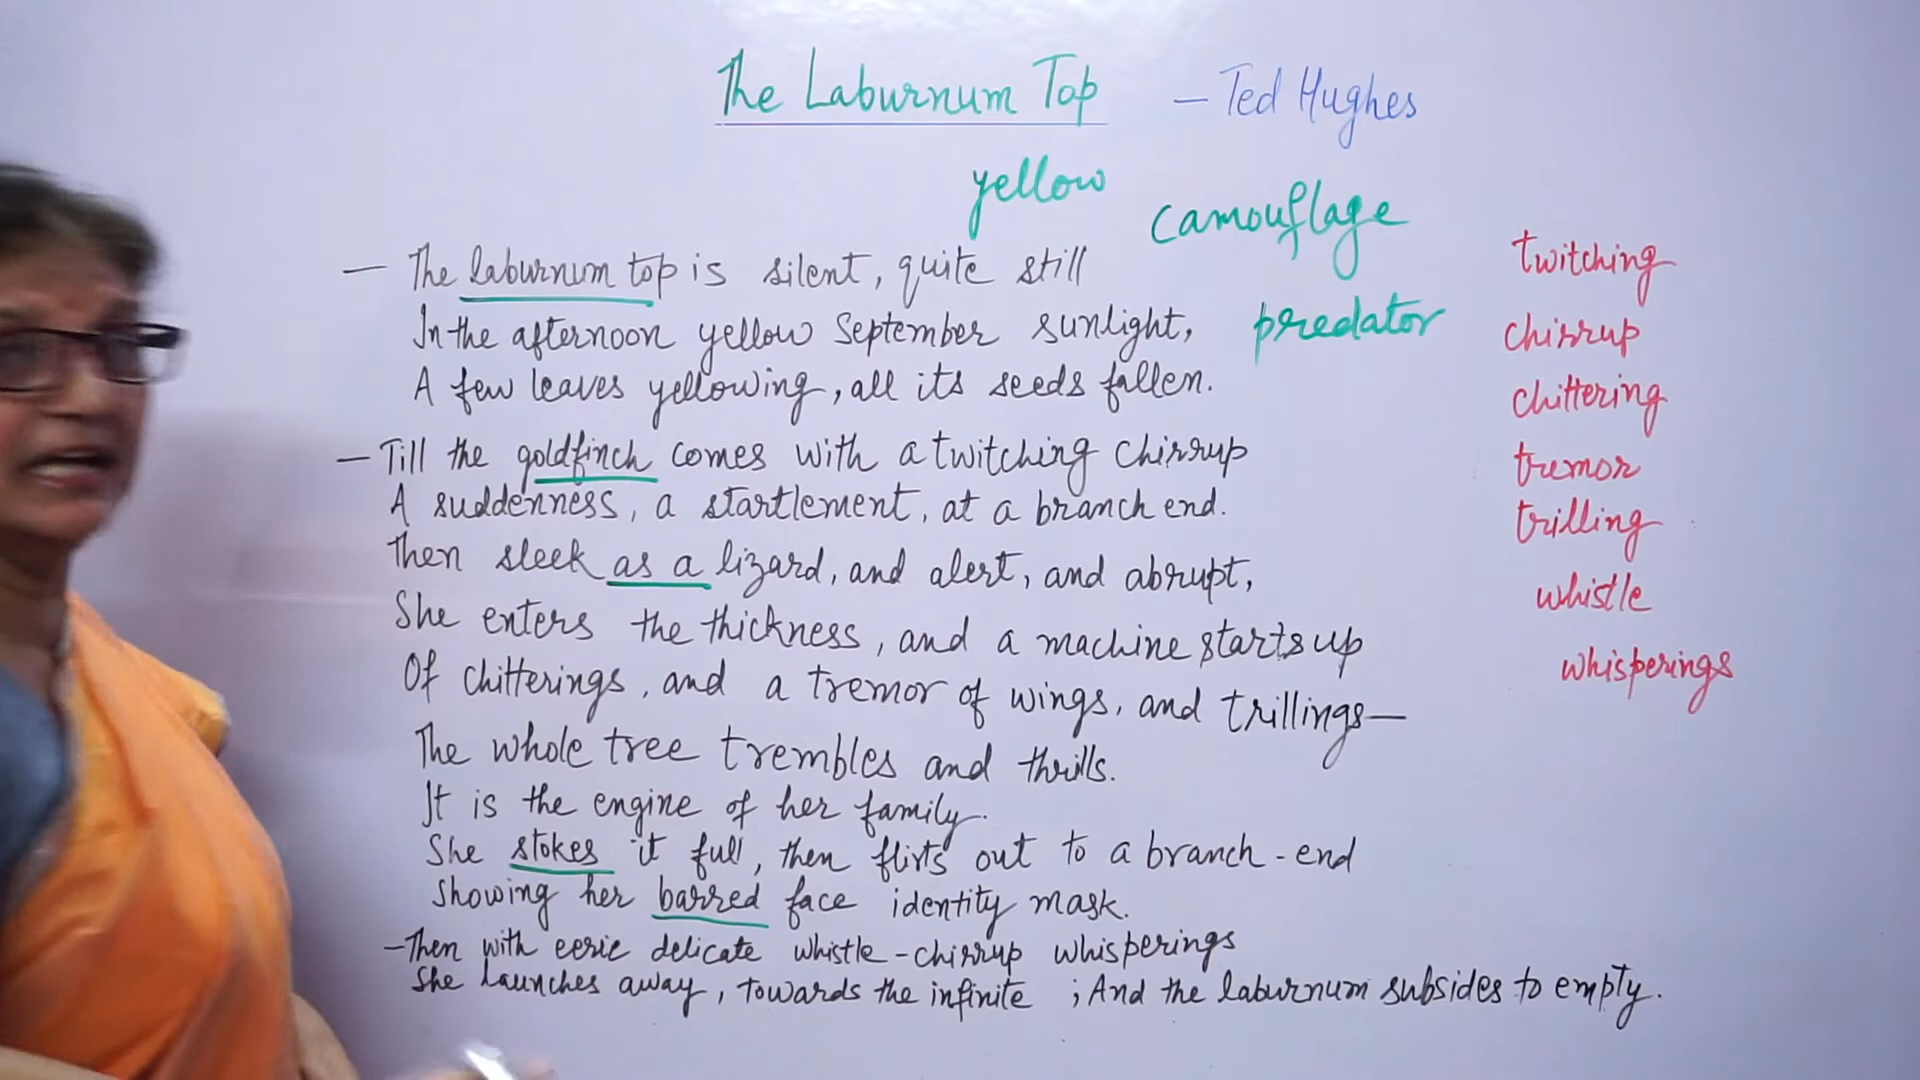 The Laburnum Top — Ted Hughes
yellow
camouflage
predator
— The laburnum top is silent, quite still
In the afternoon yellow September sunlight,
A few leaves yellowing, all its seeds fallen.
— Till the goldfinch comes with a twitching chirrup
A suddenness, a startlement, at a branch end.
Then sleek as a lizard, and alert, and abrupt,
She enters the thickness, and a machine starts up
Of chitterings, and a tremor of wings, and trillings—
The whole tree trembles and thrills.
It is the engine of her family.
She stokes it full, then flirts out to a branch-end
Showing her barred face identity mask.
—Then with eerie delicate whistle-chirrup whisperings
She launches away, towards the infinite ; And the laburnum subsides to empty.
twitching
chirrup
chittering
tremor
trilling
whistle
whisperings